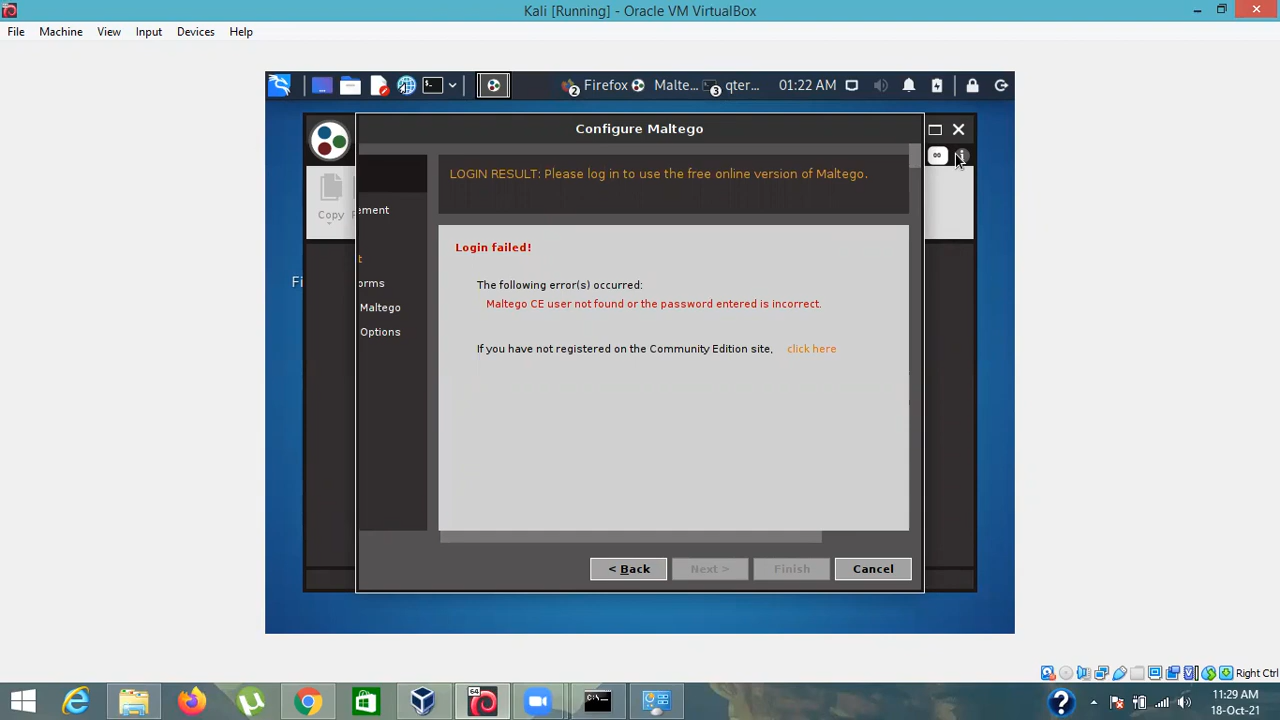 Kali [Running] - Oracle VM VirtualBox
File Machine View Input Devices Help
Firefox
Malte...
qter...
01:22 AM
Configure Maltego
LOGIN RESULT: Please log in to use the free online version of Maltego.
Copy
ement
Login failed!
t
The following error(s) occurred:
orms
Fi
Maltego CE user not found or the password entered is incorrect.
Maltego
Options
If you have not registered on the Community Edition site, click here
< Back
Next >
Finish
Cancel
Right Ctrl
64
11:29 AM
18-Oct-21